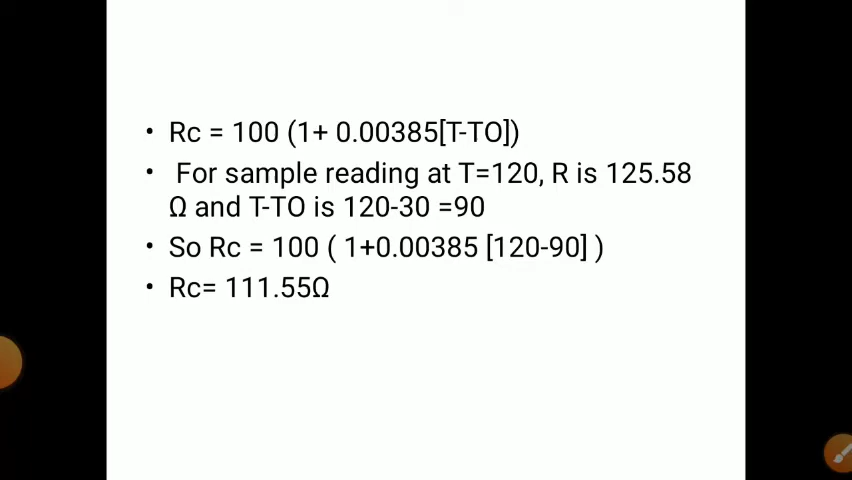 • Rc = 100 (1+ 0.00385[T-TO])
• For sample reading at T=120, R is 125.58
Ω and T-TO is 120-30 =90
• So Rc = 100 ( 1+0.00385 [120-90] )
• Rc= 111.55Ω